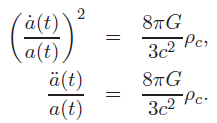 (ȧ(t)/a(t))² = 8πG/3c² ρ_c,
ä(t)/a(t) = 8πG/3c² ρ_c.